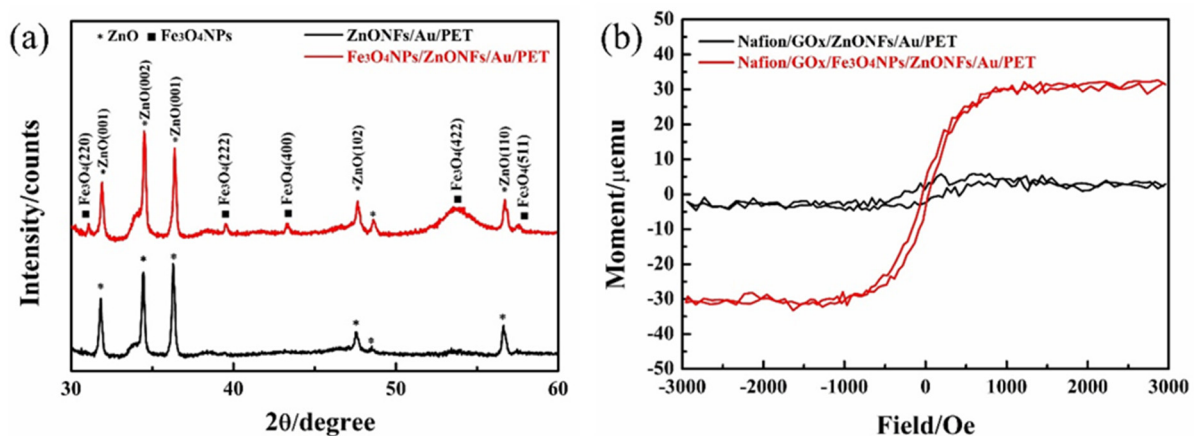 (a)
* ZnO ■ Fe3O4NPs
ZnONFs/Au/PET
Fe3O4NPs/ZnONFs/Au/PET
Fe3O4(220)
*ZnO(001)
*ZnO(002)
*ZnO(001)
Fe3O4(222)
Fe3O4(400)
*ZnO(102)
*
Fe3O4(422)
*ZnO(110)
Fe3O4(511)
* * * * * *
Intensity/counts
30 40 50 60
2θ/degree
(b)
Nafion/GOx/ZnONFs/Au/PET
Nafion/GOx/Fe3O4NPs/ZnONFs/Au/PET
50
40
30
20
10
0
-10
-20
-30
-40
-50
Moment/μemu
-3000 -2000 -1000 0 1000 2000 3000
Field/Oe